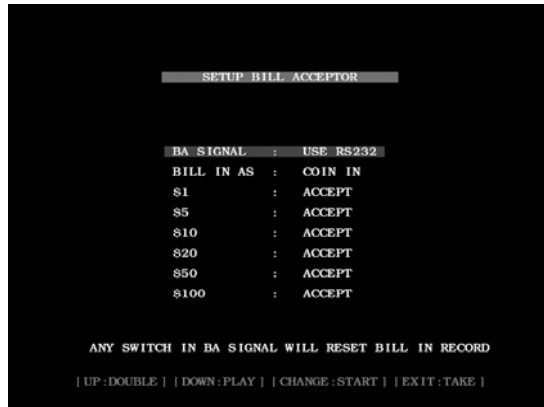 SETUP BILL ACCEPTOR
BA SIGNAL : USE RS232
BILL IN AS : COIN IN
$1 : ACCEPT
$5 : ACCEPT
$10 : ACCEPT
$20 : ACCEPT
$50 : ACCEPT
$100 : ACCEPT
ANY SWITCH IN BA SIGNAL WILL RESET BILL IN RECORD
[ UP:DOUBLE ] [ DOWN:PLAY ] [ CHANGE:START ] [ EXIT:TAKE ]